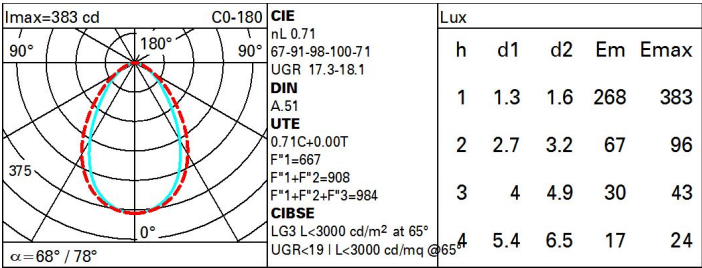 Imax=383 cd C0-180
90° 180° 90°
375
0°
α=68° / 78°
CIE
nL 0.71
67-91-98-100-71
UGR 17.3-18.1
DIN
A.51
UTE
0.71C+0.00T
F"1=667
F"1+F"2=908
F"1+F"2+F"3=984
CIBSE
LG3 L<3000 cd/m² at 65°
UGR<19 | L<3000 cd/mq @65°
Lux
h d1 d2 Em Emax
1 1.3 1.6 268 383
2 2.7 3.2 67 96
3 4 4.9 30 43
4 5.4 6.5 17 24